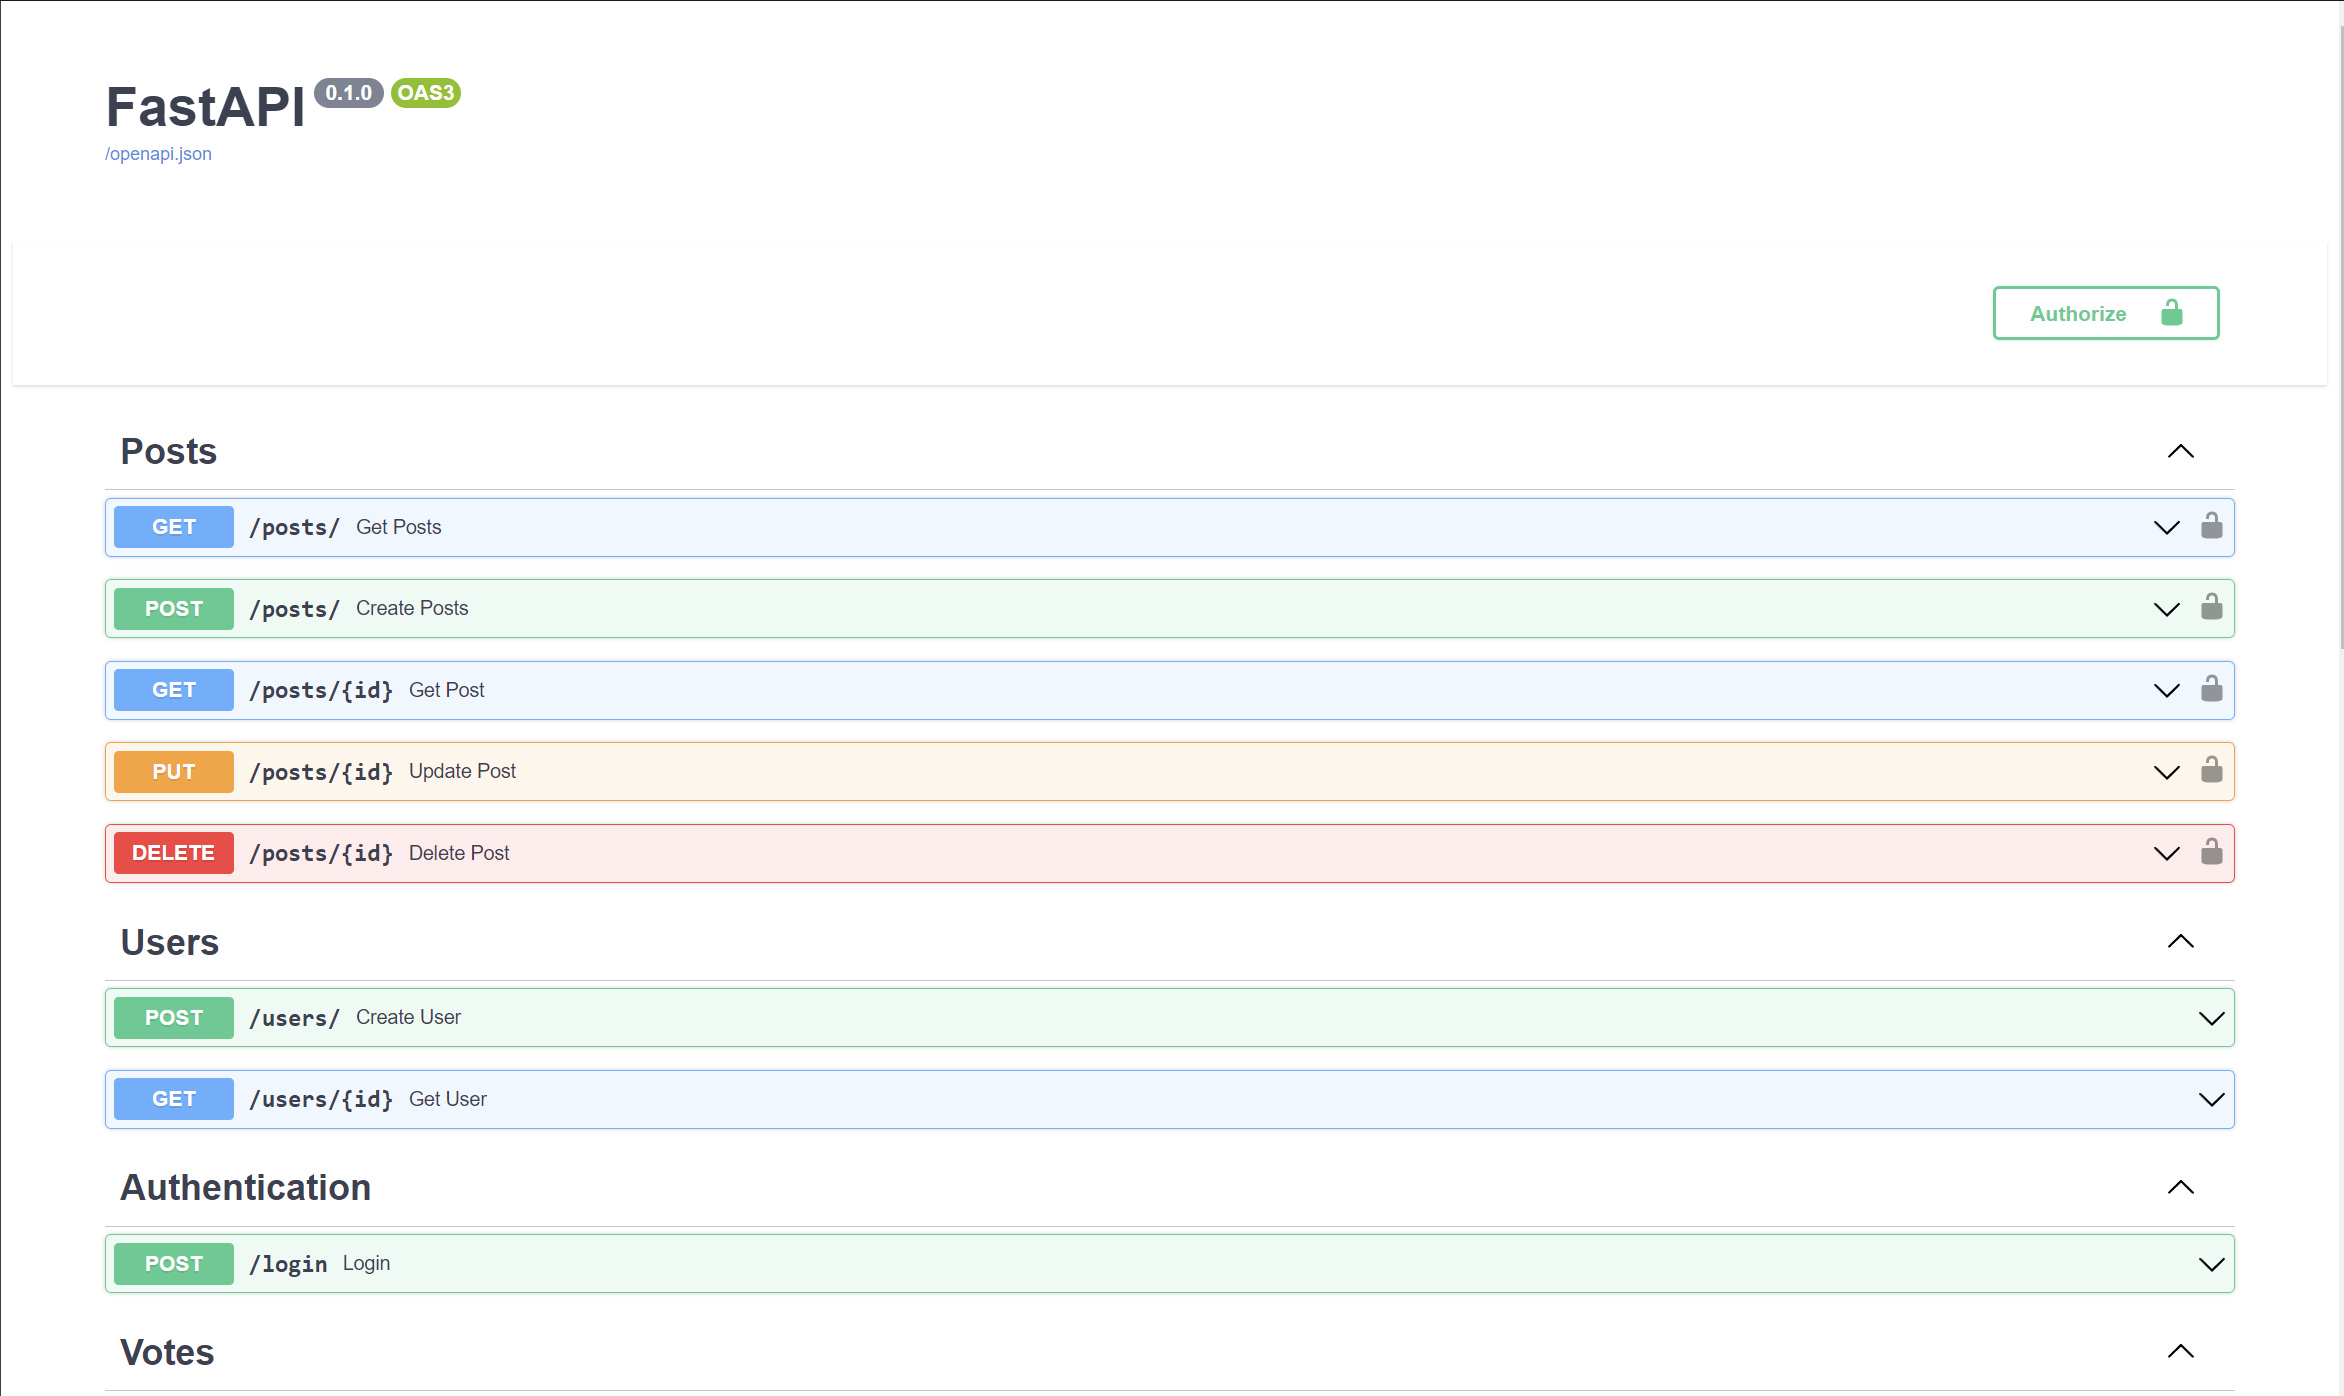 FastAPI 0.1.0 OAS3
/openapi.json
Authorize
Posts
GET /posts/ Get Posts
POST /posts/ Create Posts
GET /posts/{id} Get Post
PUT /posts/{id} Update Post
DELETE /posts/{id} Delete Post
Users
POST /users/ Create User
GET /users/{id} Get User
Authentication
POST /login Login
Votes